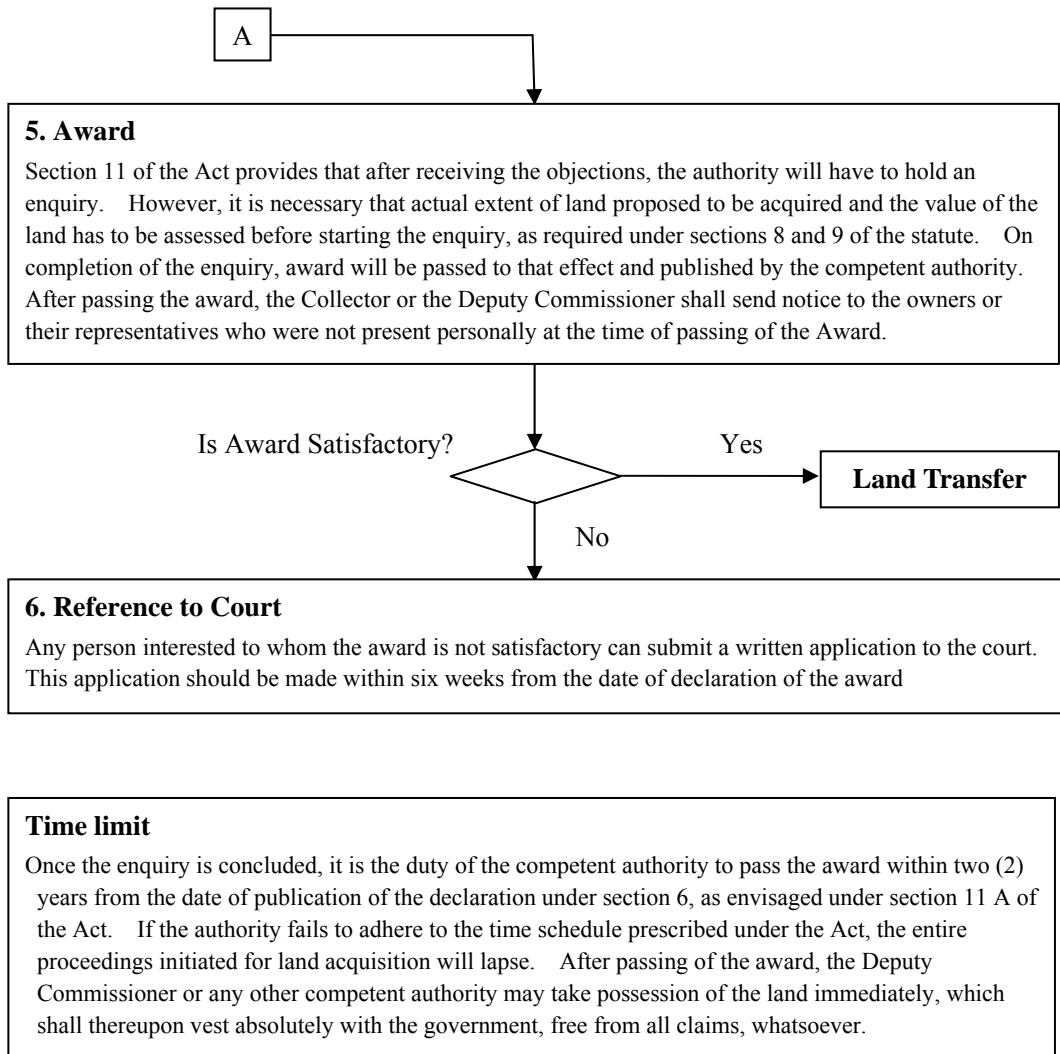 A
5. Award
Section 11 of the Act provides that after receiving the objections, the authority will have to hold an
enquiry. However, it is necessary that actual extent of land proposed to be acquired and the value of the
land has to be assessed before starting the enquiry, as required under sections 8 and 9 of the statute. On
completion of the enquiry, award will be passed to that effect and published by the competent authority.
After passing the award, the Collector or the Deputy Commissioner shall send notice to the owners or
their representatives who were not present personally at the time of passing of the Award.
Is Award Satisfactory?
Yes
Land Transfer
No
6. Reference to Court
Any person interested to whom the award is not satisfactory can submit a written application to the court.
This application should be made within six weeks from the date of declaration of the award
Time limit
Once the enquiry is concluded, it is the duty of the competent authority to pass the award within two (2)
years from the date of publication of the declaration under section 6, as envisaged under section 11 A of
the Act. If the authority fails to adhere to the time schedule prescribed under the Act, the entire
proceedings initiated for land acquisition will lapse. After passing of the award, the Deputy
Commissioner or any other competent authority may take possession of the land immediately, which
shall thereupon vest absolutely with the government, free from all claims, whatsoever.